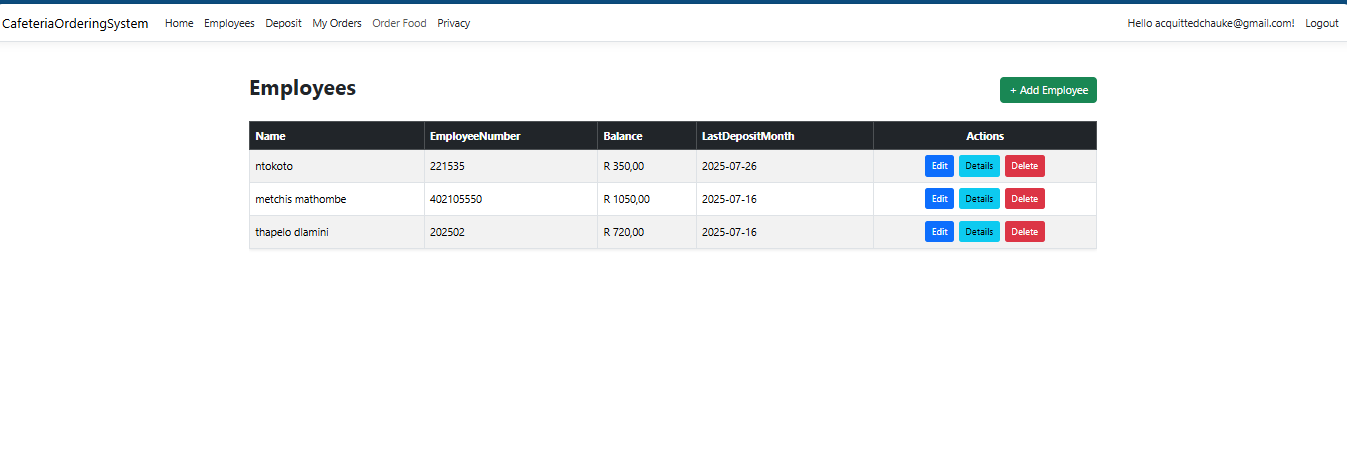 CafeteriaOrderingSystem Home Employees Deposit My Orders Order Food Privacy Hello acquittedchauke@gmail.com! Logout
Employees + Add Employee
Name EmployeeNumber Balance LastDepositMonth Actions
ntokoto 221535 R 350,00 2025-07-26 Edit Details Delete
metchis mathombe 402105550 R 1050,00 2025-07-16 Edit Details Delete
thapelo dlamini 202502 R 720,00 2025-07-16 Edit Details Delete